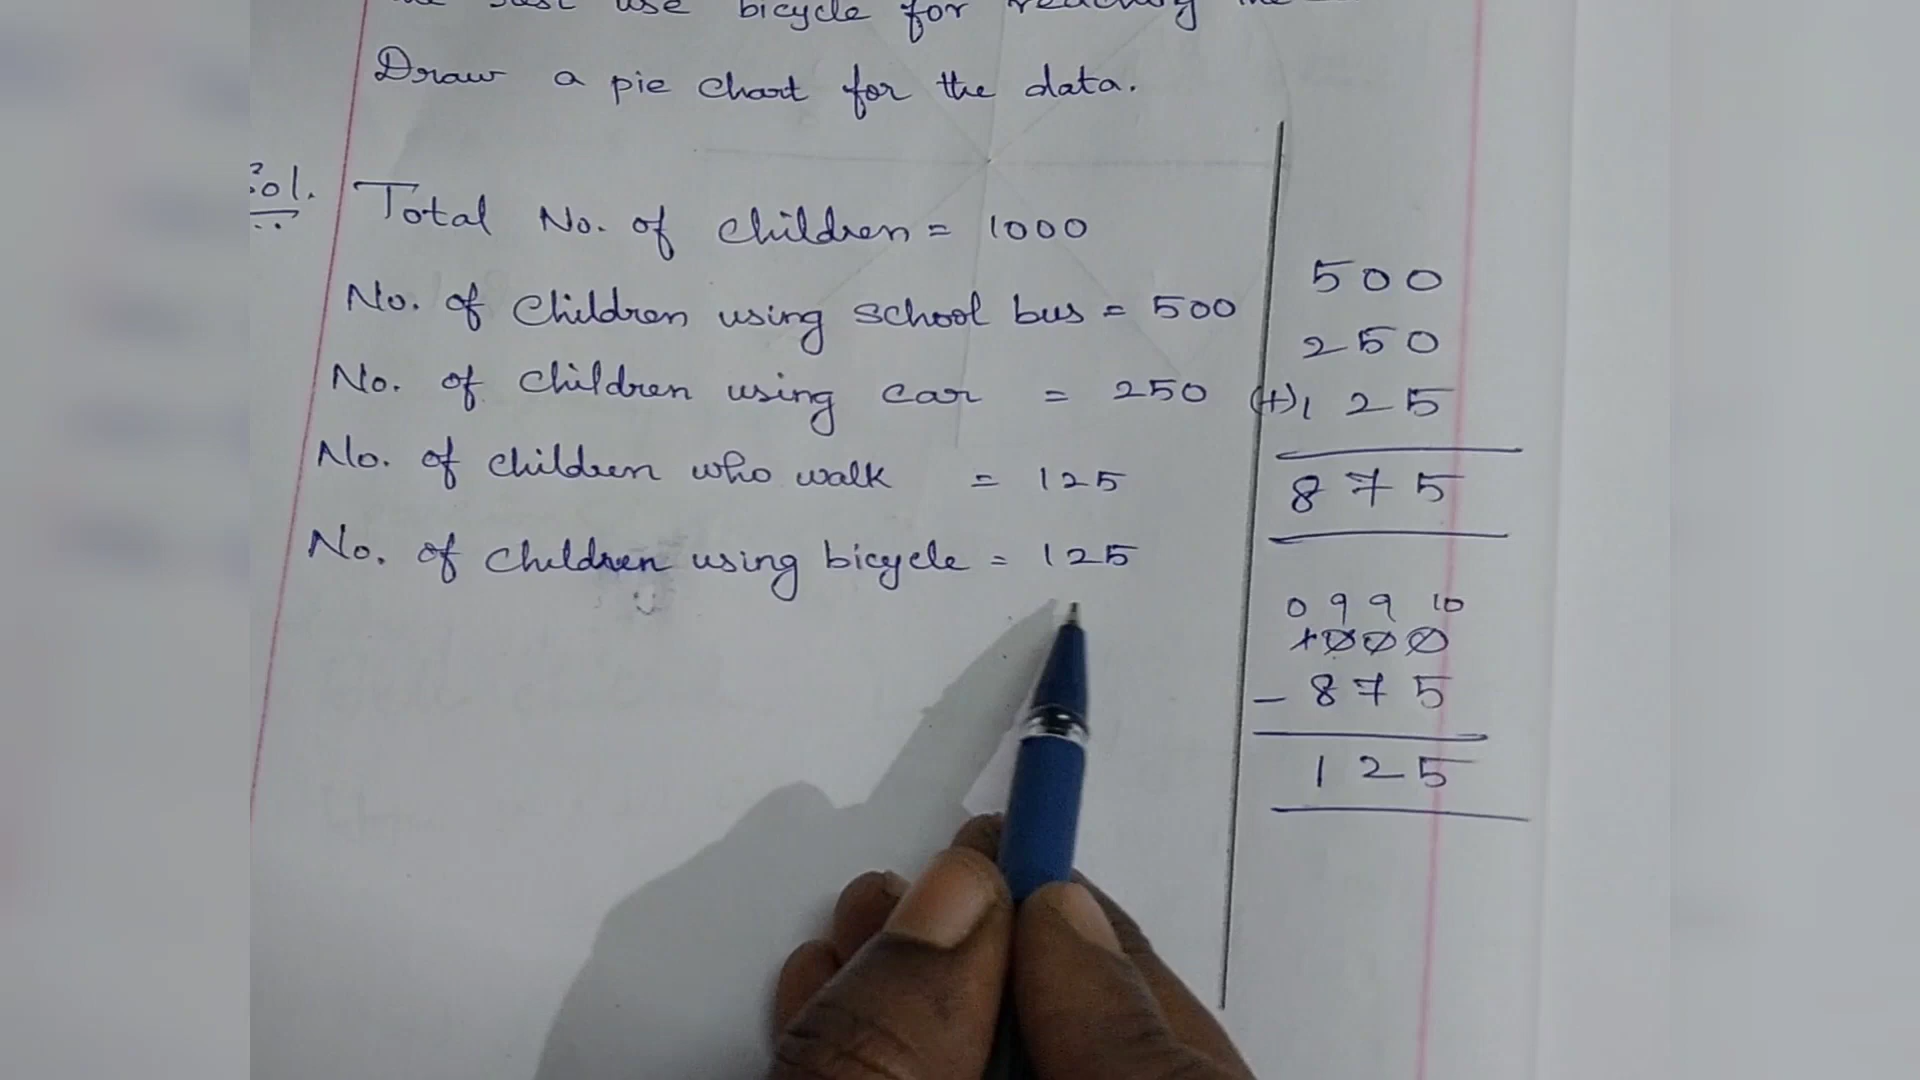 use bicycle for reaching
Draw a pie chart for the data.
Sol. Total No. of children = 1000
No. of children using school bus = 500
No. of children using car = 250
No. of children who walk = 125
No. of children using bicycle = 125
500
250
(+) 125
875
0 9 9 10
1000
- 875
125